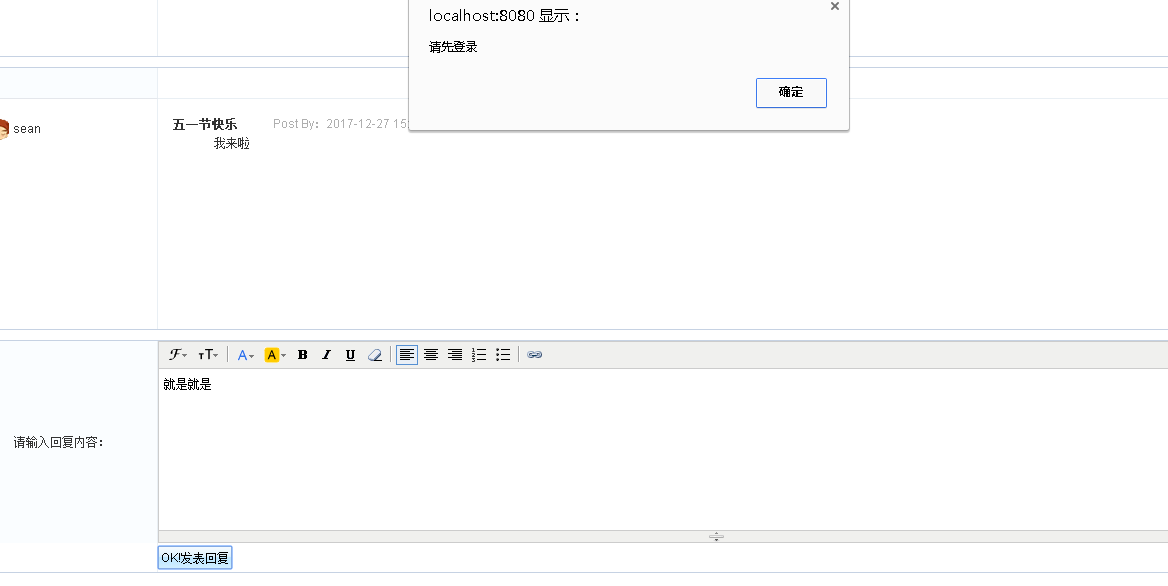 localhost:8080 显示：
请先登录
确定
sean
五一节快乐 Post By：2017-12-27 15:
我来啦
就是就是
请输入回复内容：
OK!发表回复